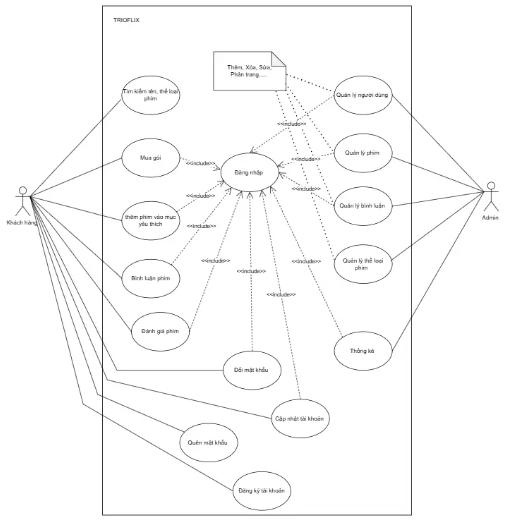 TRIOFLIX
Thêm, Xóa, Sửa,
Phân trang.....
Tìm kiếm tên, thể loại
phim
Quản lý người dùng
<<include>>
Mua gói
<<include>>
Đăng nhập
<<include>>
Quản lý phim
<<include>>
Quản lý bình luận
<<include>>
thêm phim vào mục
yêu thích
<<include>>
Khách hàng
Admin
Bình luận phim
<<include>>
<<include>>
<<include>>
Quản lý thể loại
phim
<<include>>
Đánh giá phim
Thống kê
Đổi mật khẩu
Cập nhật tài khoản
Quên mật khẩu
Đăng ký tài khoản